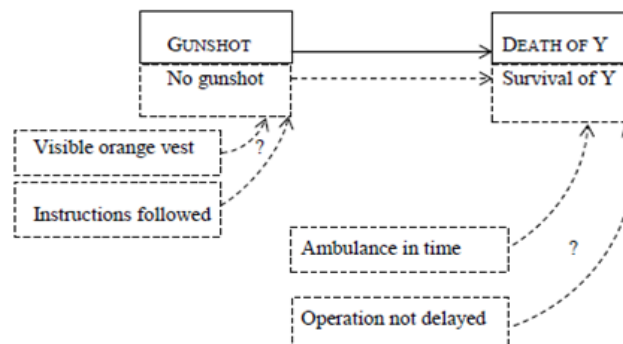 GUNSHOT
DEATH OF Y
No gunshot
Survival of Y
Visible orange vest
?
Instructions followed
Ambulance in time
?
Operation not delayed